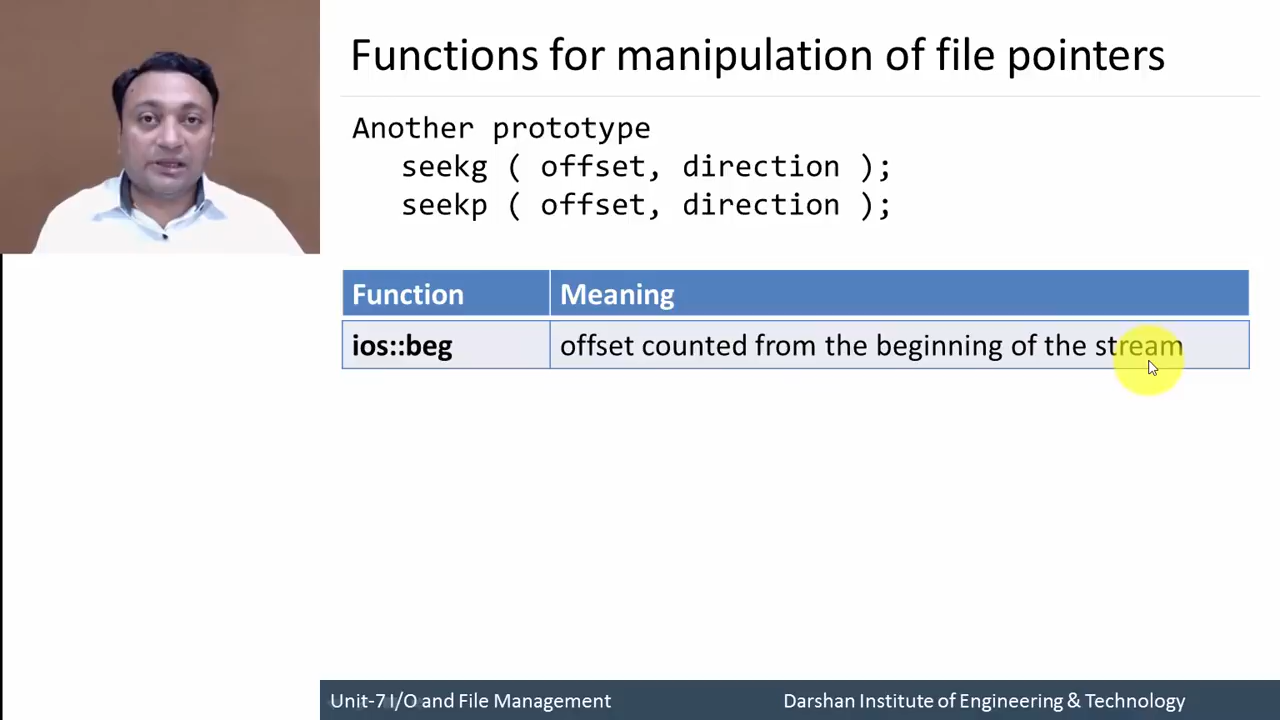 Functions for manipulation of file pointers
Another prototype
seekg ( offset, direction );
seekp ( offset, direction );
Function Meaning
ios::beg offset counted from the beginning of the stream
Unit-7 I/O and File Management Darshan Institute of Engineering & Technology